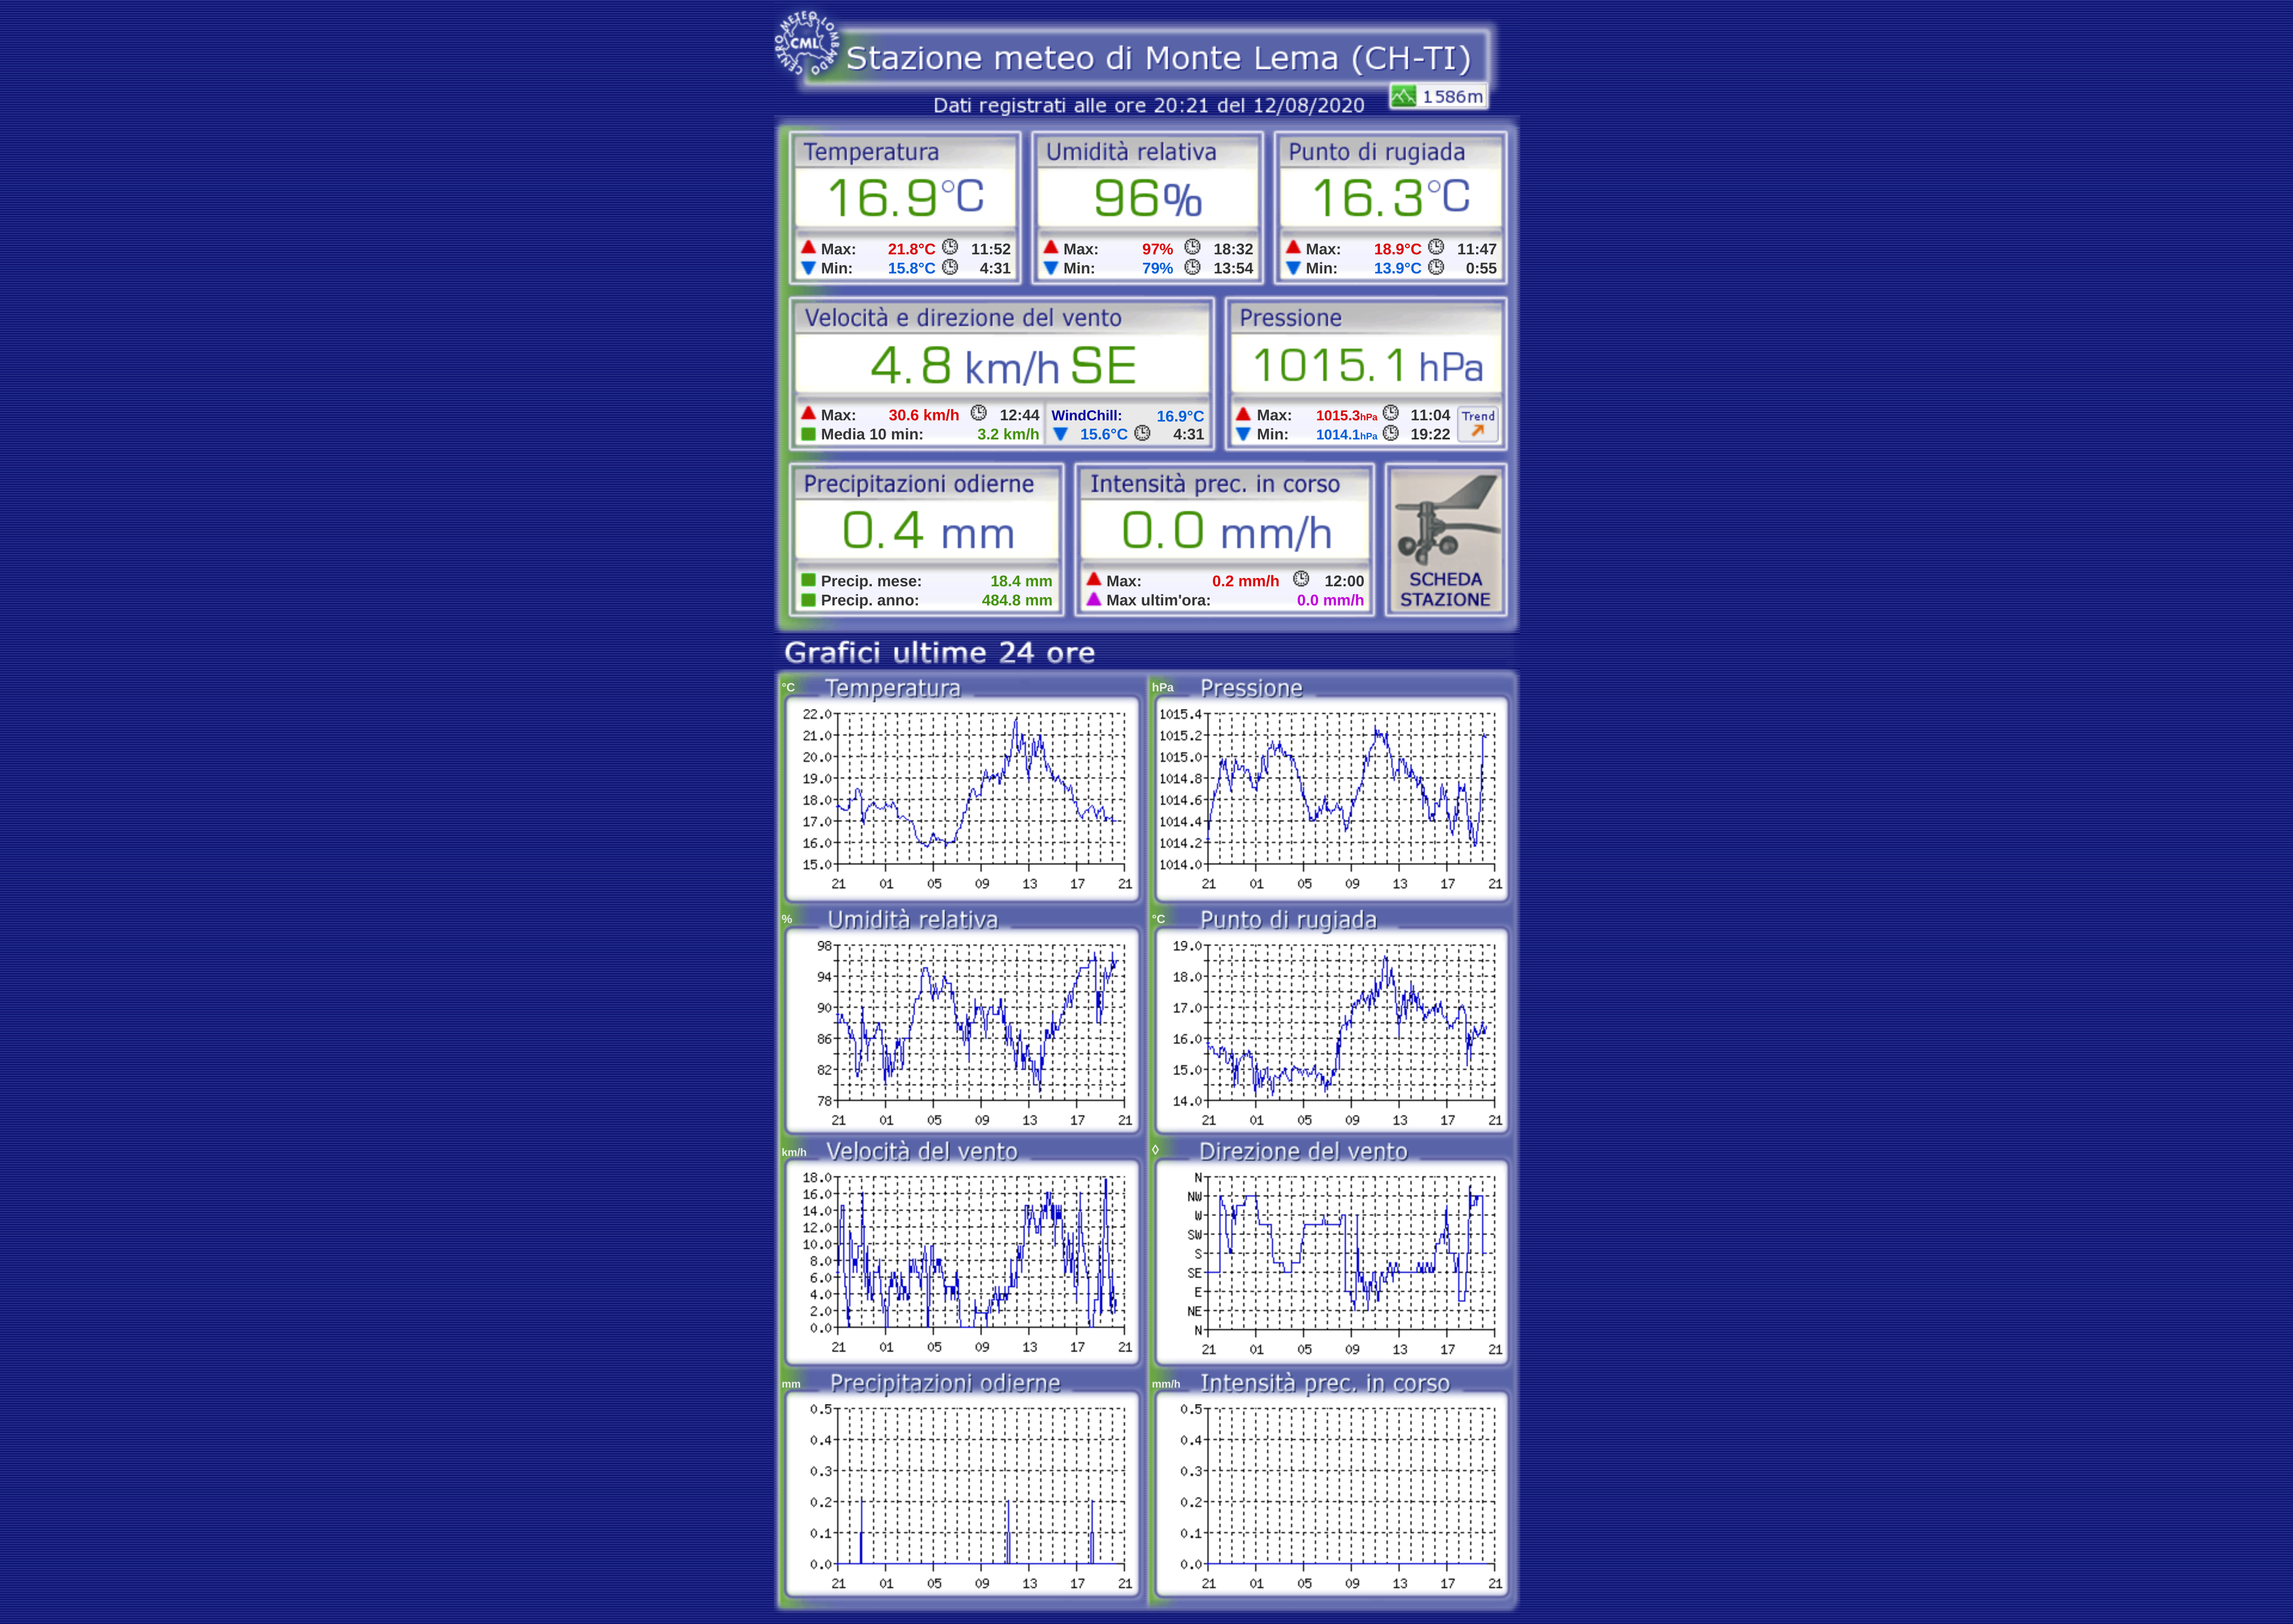 CENTRO METEO LOMBARDO
CML
Stazione meteo di Monte Lema (CH-TI)
1586m
Dati registrati alle ore 20:21 del 12/08/2020
Temperatura Umidità relativa Punto di rugiada
16.9°C 96% 16.3°C
Max: 21.8°C 11:52 Max: 97% 18:32 Max: 18.9°C 11:47
Min: 15.8°C 4:31 Min: 79% 13:54 Min: 13.9°C 0:55
Velocità e direzione del vento Pressione
4.8 km/h SE 1015.1 hPa
Max: 30.6 km/h 12:44 WindChill: 16.9°C Max: 1015.3hPa 11:04 Trend
Media 10 min: 3.2 km/h 15.6°C 4:31 Min: 1014.1hPa 19:22
Precipitazioni odierne Intensità prec. in corso
0.4 mm 0.0 mm/h
Precip. mese: 18.4 mm Max: 0.2 mm/h 12:00 SCHEDA
Precip. anno: 484.8 mm Max ultim'ora: 0.0 mm/h STAZIONE
Grafici ultime 24 ore
°C Temperatura
22.0
21.0
20.0
19.0
18.0
17.0
16.0
15.0
21 01 05 09 13 17 21
hPa Pressione
1015.4
1015.2
1015.0
1014.8
1014.6
1014.4
1014.2
1014.0
21 01 05 09 13 17 21
% Umidità relativa
98
94
90
86
82
78
21 01 05 09 13 17 21
°C Punto di rugiada
19.0
18.0
17.0
16.0
15.0
14.0
21 01 05 09 13 17 21
km/h Velocità del vento
18.0
16.0
14.0
12.0
10.0
8.0
6.0
4.0
2.0
0.0
21 01 05 09 13 17 21
◊ Direzione del vento
N
NW
W
SW
S
SE
E
NE
N
21 01 05 09 13 17 21
mm Precipitazioni odierne
0.5
0.4
0.3
0.2
0.1
0.0
21 01 05 09 13 17 21
mm/h Intensità prec. in corso
0.5
0.4
0.3
0.2
0.1
0.0
21 01 05 09 13 17 21